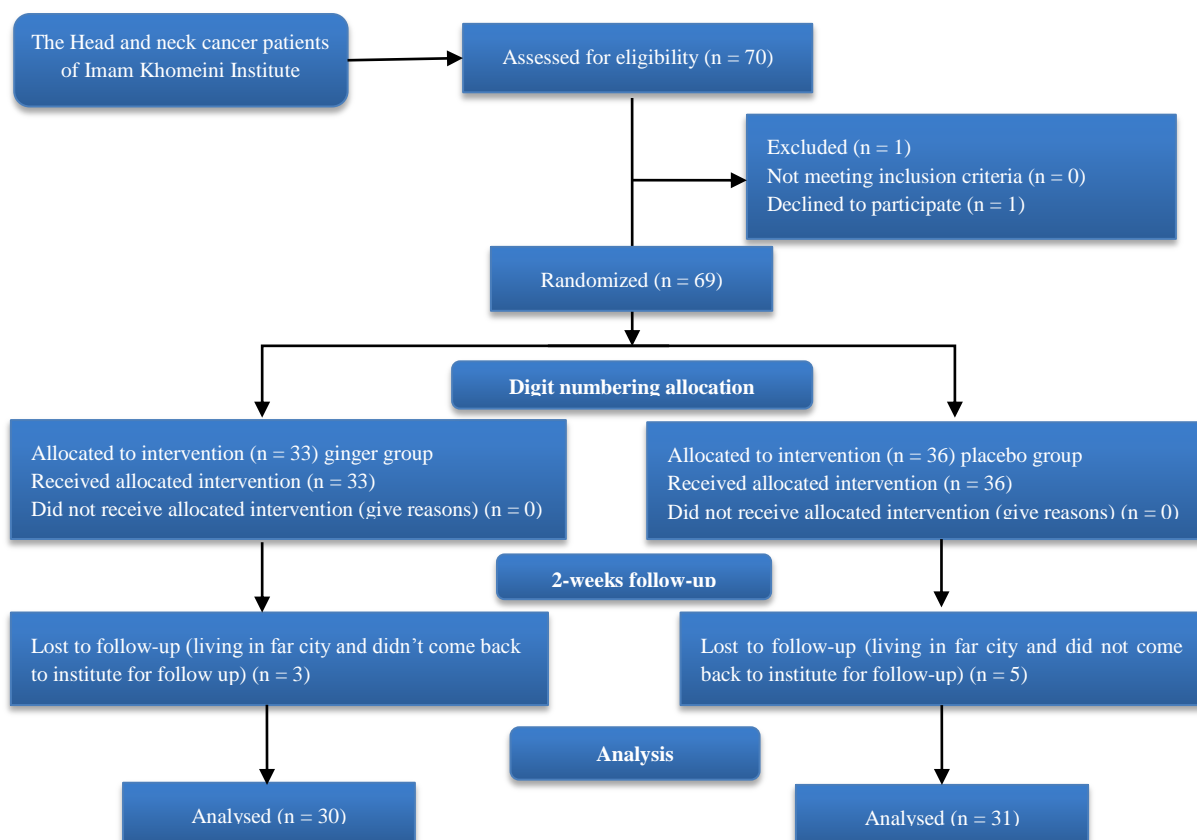 The Head and neck cancer patients
of Imam Khomeini Institute
Assessed for eligibility (n = 70)
Excluded (n = 1)
Not meeting inclusion criteria (n = 0)
Declined to participate (n = 1)
Randomized (n = 69)
Digit numbering allocation
Allocated to intervention (n = 33) ginger group
Received allocated intervention (n = 33)
Did not receive allocated intervention (give reasons) (n = 0)
Allocated to intervention (n = 36) placebo group
Received allocated intervention (n = 36)
Did not receive allocated intervention (give reasons) (n = 0)
2-weeks follow-up
Lost to follow-up (living in far city and didn’t come back
to institute for follow up) (n = 3)
Lost to follow-up (living in far city and did not come
back to institute for follow-up) (n = 5)
Analysis
Analysed (n = 30)
Analysed (n = 31)